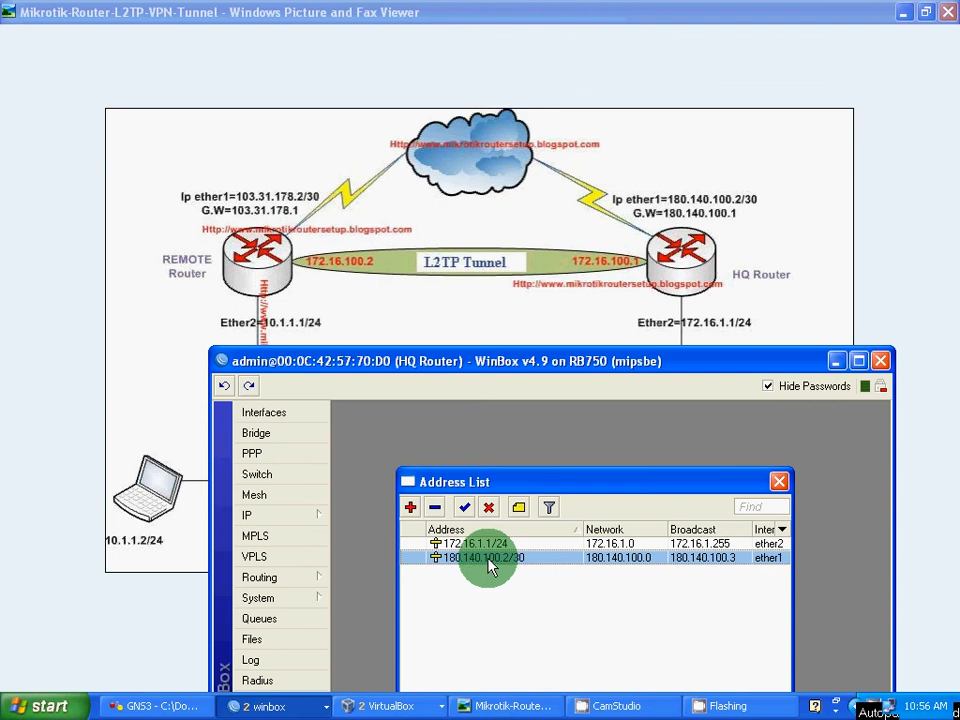 Mikrotik-Router-L2TP-VPN-Tunnel - Windows Picture and Fax Viewer
Http://www.mikrotikroutersetup.blogspot.com
Ip ether1=103.31.178.2/30
G.W=103.31.178.1
Ip ether1=180.140.100.2/30
G.W=180.140.100.1
Http://www.mikrotikroutersetup.blogspot.com
REMOTE
Router
172.16.100.2
L2TP Tunnel
172.16.100.1
HQ Router
Http://www.mikrotikroutersetup.blogspot.com
Http://www.mi
Ether2=10.1.1.1/24
Ether2=172.16.1.1/24
10.1.1.2/24
admin@00:0C:42:57:70:D0 (HQ Router) - WinBox v4.9 on RB750 (mipsbe)
Hide Passwords
Interfaces
Bridge
PPP
Switch
Mesh
IP
MPLS
VPLS
Routing
System
Queues
Files
Log
Radius
Box
Address List
Find
Address Network Broadcast Inter
172.16.1.1/24 172.16.1.0 172.16.1.255 ether2
180.140.100.2/30 180.140.100.0 180.140.100.3 ether1
start
GNS3 - C:\Do...
2 winbox
2 VirtualBox
Mikrotik-Route...
CamStudio
Flashing
10:56 AM